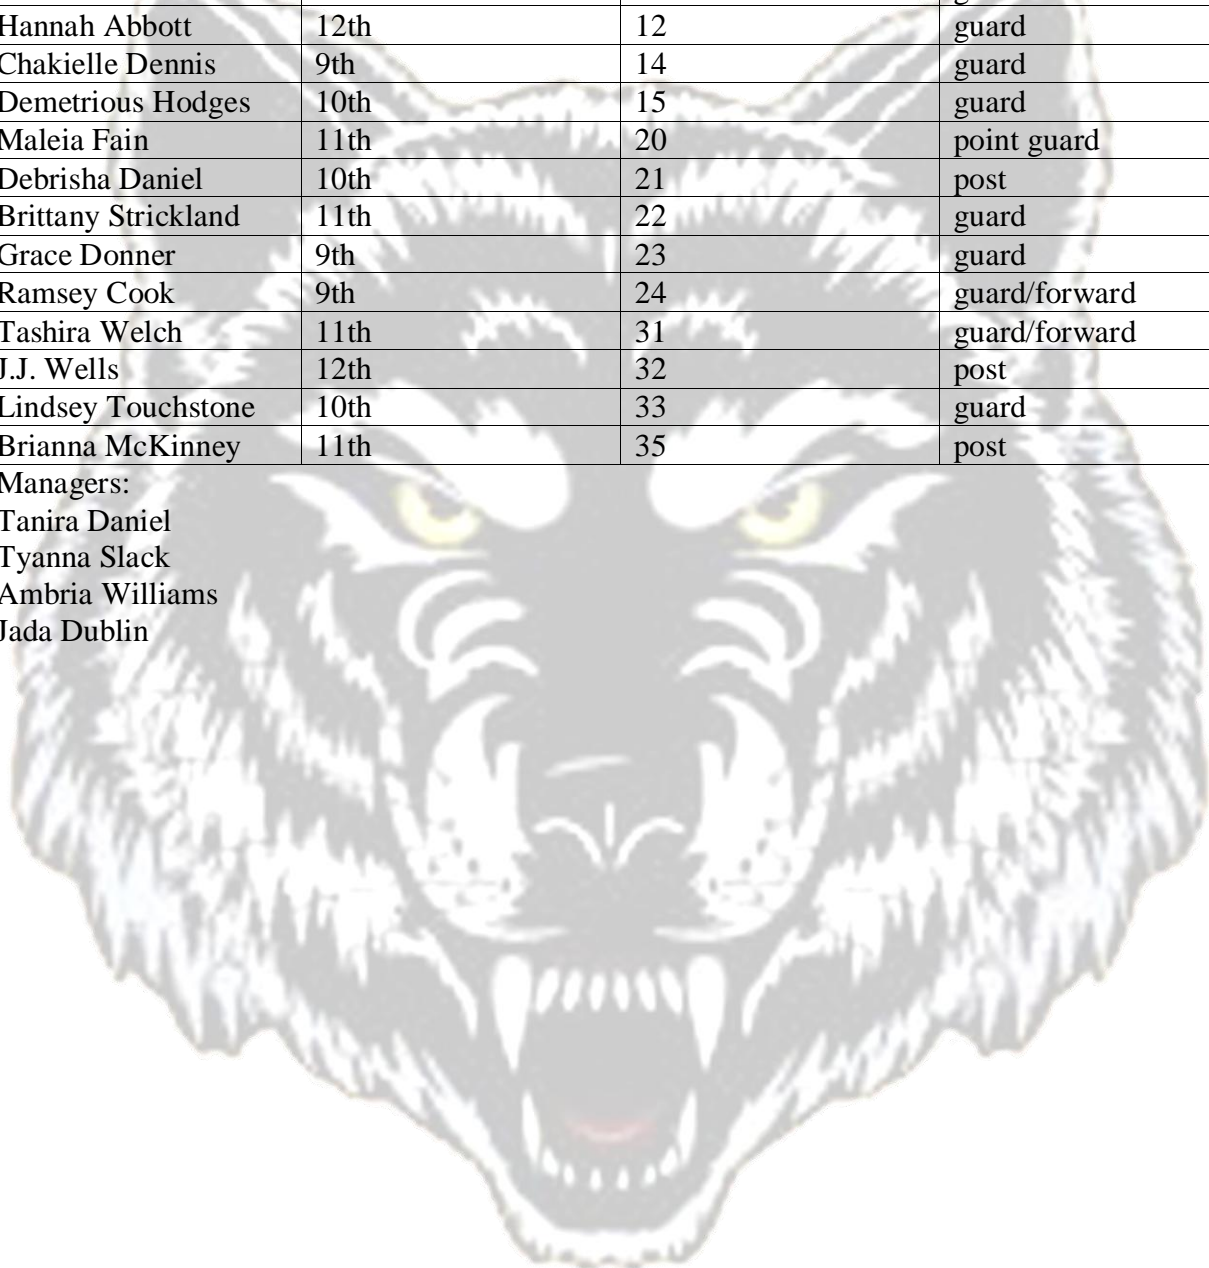 Hannah Abbott 12th 12 guard
Chakielle Dennis 9th 14 guard
Demetrious Hodges 10th 15 guard
Maleia Fain 11th 20 point guard
Debrisha Daniel 10th 21 post
Brittany Strickland 11th 22 guard
Grace Donner 9th 23 guard
Ramsey Cook 9th 24 guard/forward
Tashira Welch 11th 31 guard/forward
J.J. Wells 12th 32 post
Lindsey Touchstone 10th 33 guard
Brianna McKinney 11th 35 post
Managers:
Tanira Daniel
Tyanna Slack
Ambria Williams
Jada Dublin